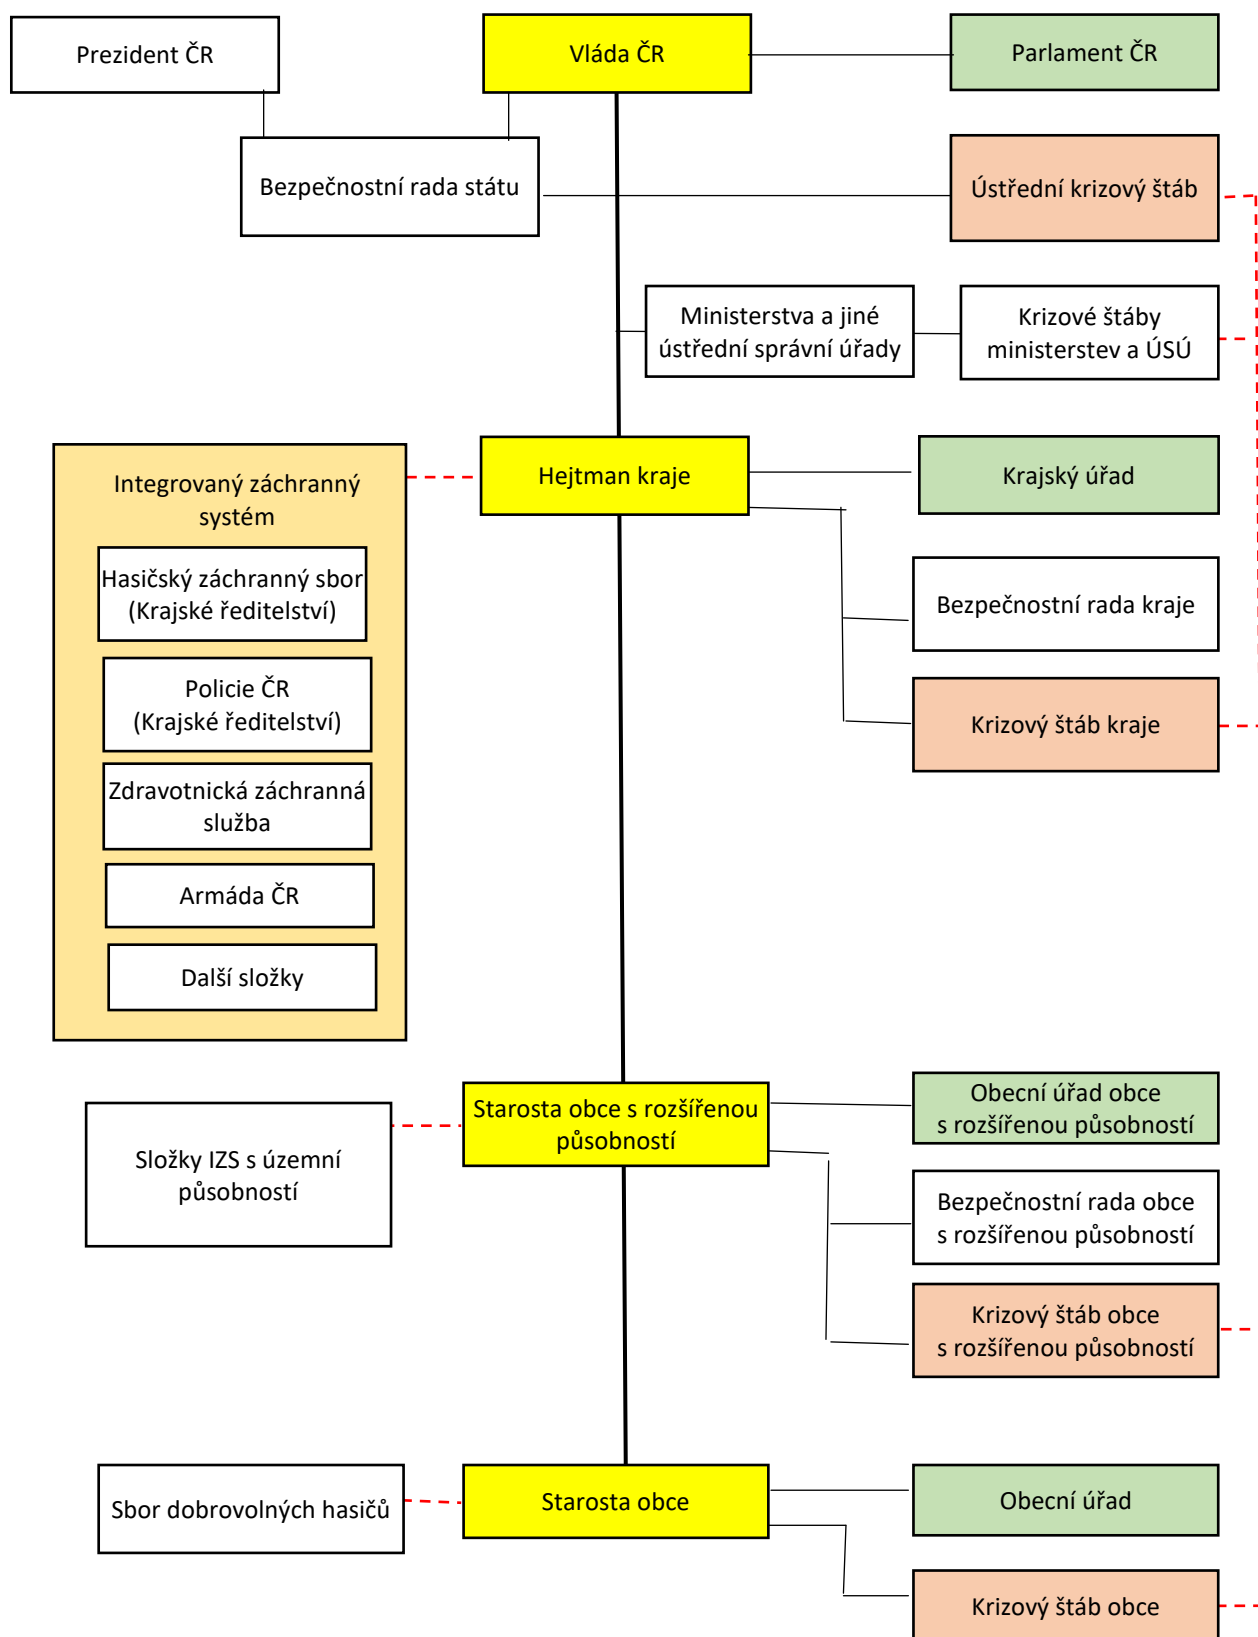 Prezident ČR
Vláda ČR
Parlament ČR
Bezpečnostní rada státu
Ústřední krizový štáb
Ministerstva a jiné
ústřední správní úřady
Krizové štáby
ministerstev a ÚSÚ
Integrovaný záchranný
systém
Hejtman kraje
Krajský úřad
Hasičský záchranný sbor
(Krajské ředitelství)
Bezpečnostní rada kraje
Policie ČR
(Krajské ředitelství)
Krizový štáb kraje
Zdravotnická záchranná
služba
Armáda ČR
Další složky
Složky IZS s územní
působností
Starosta obce s rozšířenou
působností
Obecní úřad obce
s rozšířenou působností
Bezpečnostní rada obce
s rozšířenou působností
Krizový štáb obce
s rozšířenou působností
Sbor dobrovolných hasičů
Starosta obce
Obecní úřad
Krizový štáb obce